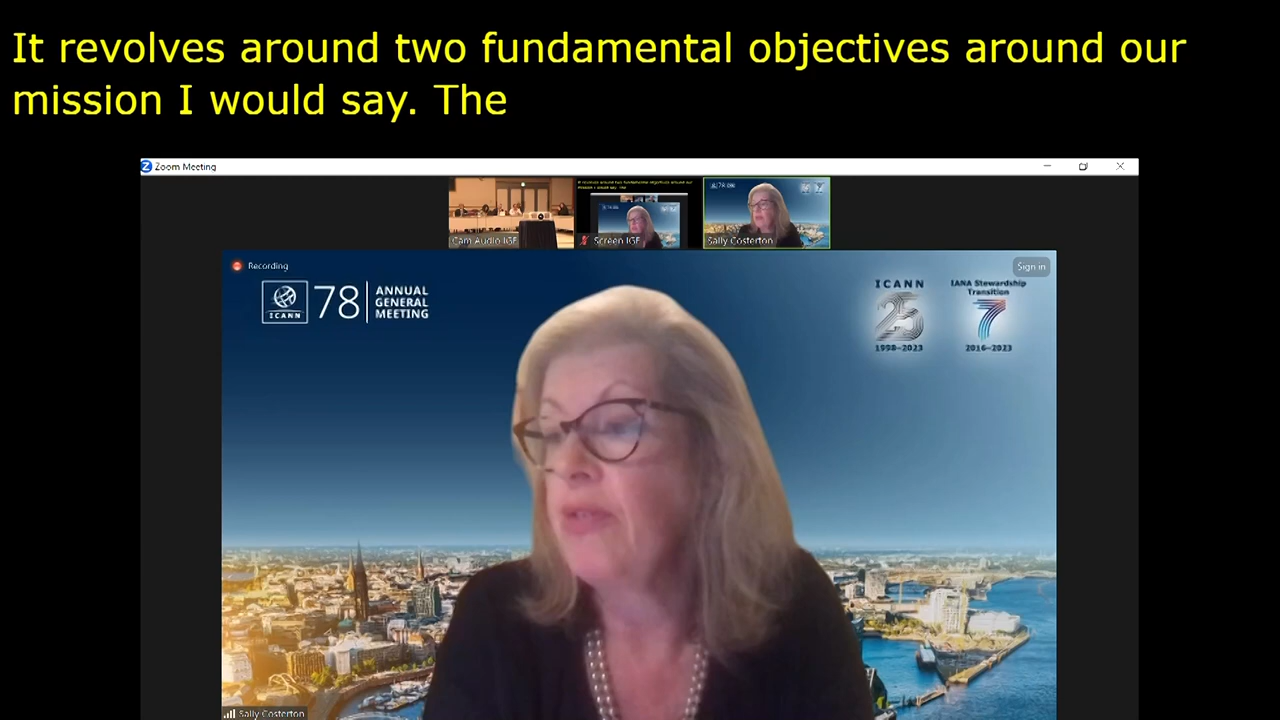 It revolves around two fundamental objectives around our
mission I would say. The
Zoom Meeting
Cam Audio IGF
Screen IGF
Sally Costerton
Recording
Sign in
ICANN
78
ANNUAL
GENERAL
MEETING
ICANN
25
1998–2023
IANA Stewardship
Transition
7
2016–2023
Sally Costerton